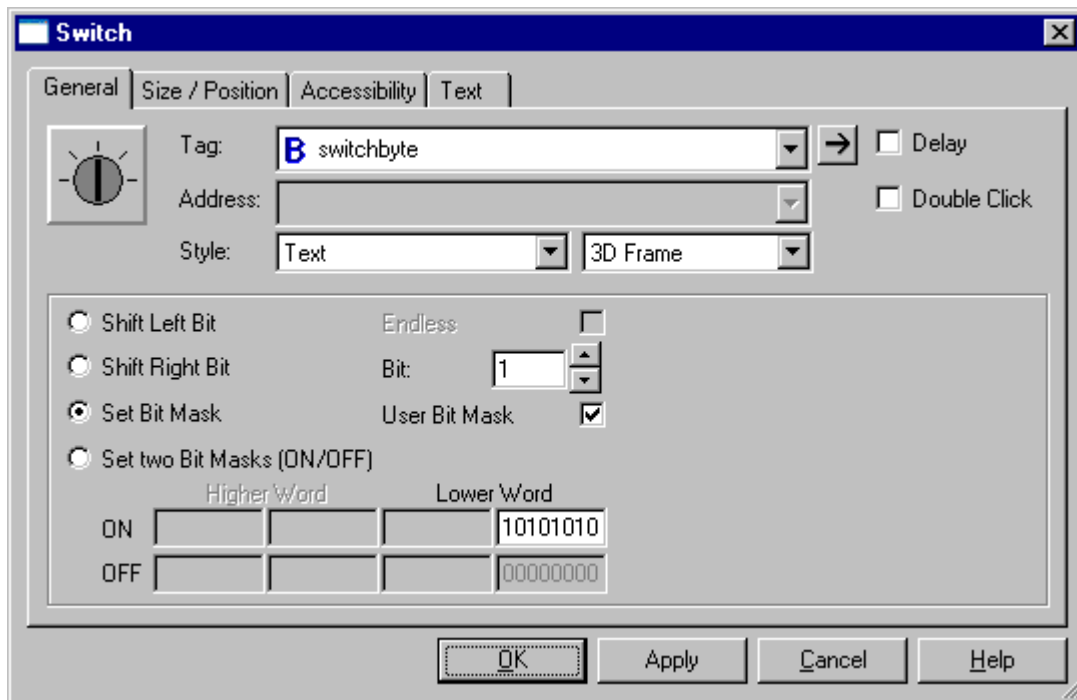 Switch
General Size / Position Accessibility Text
Tag: B switchbyte Delay
Address: Double Click
Style: Text 3D Frame
Shift Left Bit Endless
Shift Right Bit Bit: 1
Set Bit Mask User Bit Mask
Set two Bit Masks (ON/OFF)
Higher Word Lower Word
ON 10101010
OFF 00000000
OK Apply Cancel Help